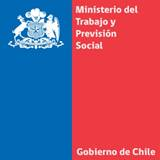 Ministerio del
Trabajo y
Previsión
Social
Gobierno de Chile